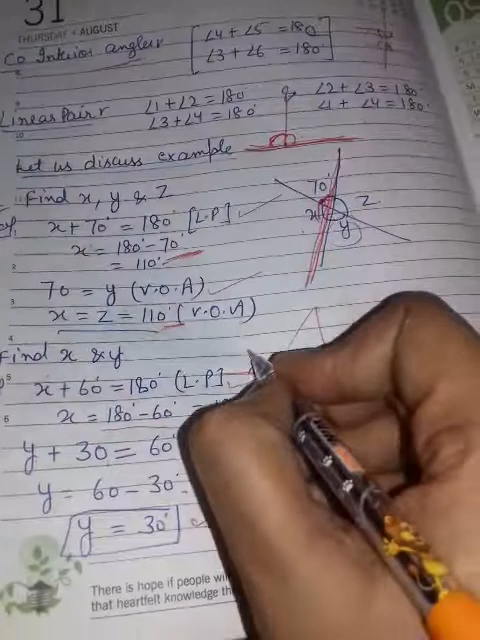 31
THURSDAY • AUGUST
Co Interior angles
∠4 + ∠5 = 180°
∠3 + ∠6 = 180°
Linear Pair
∠1 + ∠2 = 180°
∠3 + ∠4 = 180°
∠2 + ∠3 = 180°
∠1 + ∠4 = 180°
Let us discuss example
Find x, y & Z
x + 70° = 180° [L.P]
x = 180° - 70
= 110°
70 = y (V.O.A)
x = z = 110° (V.O.A)
70°
x
Z
y
Find x & y
x + 60° = 180° (L.P]
x = 180° - 60°
y + 30 = 60
y = 60 - 30°
y = 30°
There is hope if people
that heartfelt knowledge